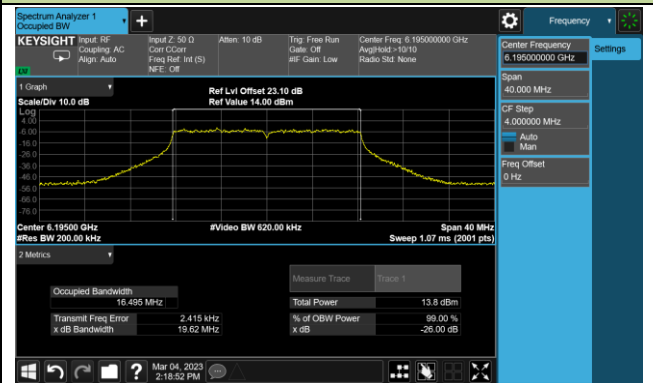 Spectrum Analyzer 1
Occupied BW
Frequency
KEYSIGHT
Input: RF
Coupling: AC
Align: Auto
Input Z: 50 Ω
Corr CCorr
Freq Ref: Int (S)
NFE: Off
Atten: 10 dB
Trig: Free Run
Gate: Off
#IF Gain: Low
Center Freq: 6.195000000 GHz
Avg|Hold:>10/10
Radio Std: None
LXI
1 Graph
Scale/Div 10.0 dB
Ref Lvl Offset 23.10 dB
Ref Value 14.00 dBm
Log
4.00
-6.00
-16.0
-26.0
-36.0
-46.0
-56.0
-66.0
-76.0
Center 6.19500 GHz
#Res BW 200.00 kHz
#Video BW 620.00 kHz
Span 40 MHz
Sweep 1.07 ms (2001 pts)
2 Metrics
Measure Trace
Trace 1
Occupied Bandwidth
16.495 MHz
Total Power
13.8 dBm
Transmit Freq Error
2.415 kHz
% of OBW Power
99.00 %
x dB Bandwidth
19.62 MHz
x dB
-26.00 dB
Mar 04, 2023
2:18:52 PM
Center Frequency
6.195000000 GHz
Settings
Span
40.000 MHz
CF Step
4.000000 MHz
Auto
Man
Freq Offset
0 Hz